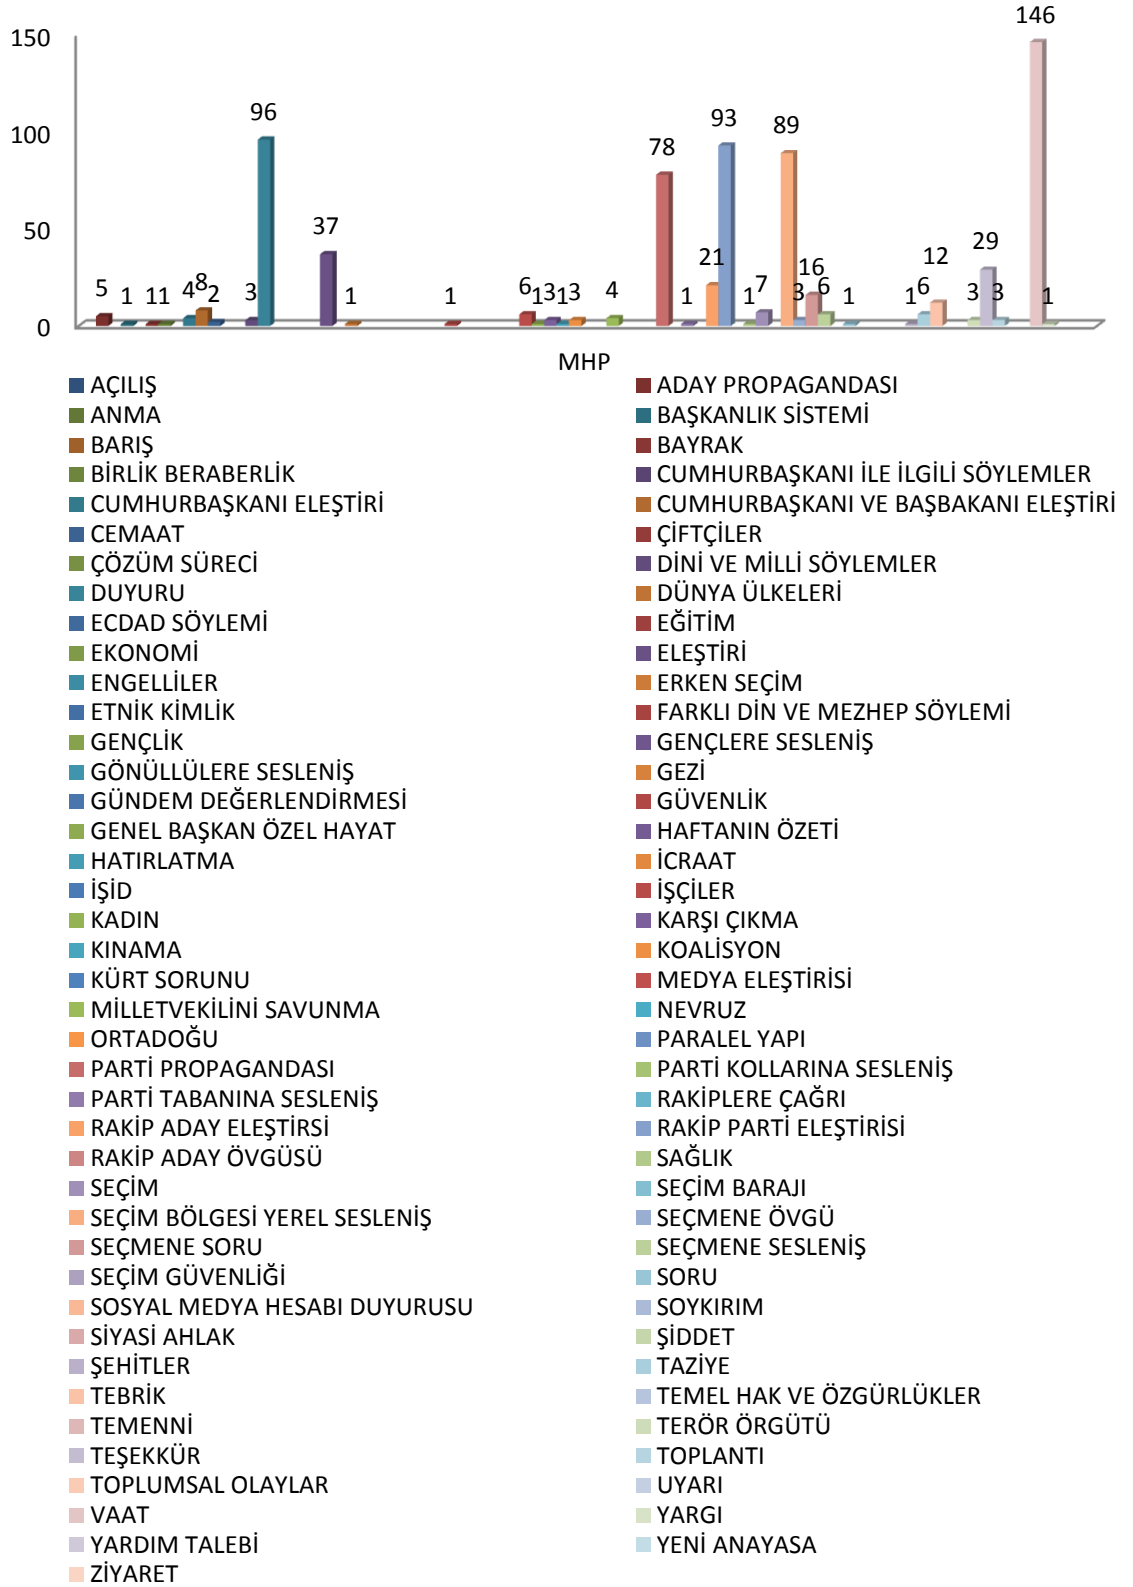 146
150
96
93
89
100
78
37
29
50
21
16
12
8
7
5
1
11
4
2
3
1
1
6
1
3
1
3
4
1
1
3
6
1
1
6
3
3
1
0
MHP
AÇILIŞ ADAY PROPAGANDASI
ANMA BAŞKANLIK SİSTEMİ
BARIŞ BAYRAK
BİRLİK BERABERLİK CUMHURBAŞKANI İLE İLGİLİ SÖYLEMLER
CUMHURBAŞKANI ELEŞTİRİ CUMHURBAŞKANI VE BAŞBAKANI ELEŞTİRİ
CEMAAT ÇİFTÇİLER
ÇÖZÜM SÜRECİ DİNİ VE MİLLİ SÖYLEMLER
DUYURU DÜNYA ÜLKELERİ
ECDAD SÖYLEMİ EĞİTİM
EKONOMİ ELEŞTİRİ
ENGELLİLER ERKEN SEÇİM
ETNİK KİMLİK FARKLI DİN VE MEZHEP SÖYLEMİ
GENÇLİK GENÇLERE SESLENİŞ
GÖNÜLLÜLERE SESLENİŞ GEZİ
GÜNDEM DEĞERLENDİRMESİ GÜVENLİK
GENEL BAŞKAN ÖZEL HAYAT HAFTANIN ÖZETİ
HATIRLATMA İCRAAT
İŞİD İŞÇİLER
KADIN KARŞI ÇIKMA
KINAMA KOALİSYON
KÜRT SORUNU MEDYA ELEŞTİRİSİ
MİLLETVEKİLİNİ SAVUNMA NEVRUZ
ORTADOĞU PARALEL YAPI
PARTİ PROPAGANDASI PARTİ KOLLARINA SESLENİŞ
PARTİ TABANINA SESLENİŞ RAKİPLERE ÇAĞRI
RAKİP ADAY ELEŞTİRSİ RAKİP PARTİ ELEŞTİRİSİ
RAKİP ADAY ÖVGÜSÜ SAĞLIK
SEÇİM SEÇİM BARAJI
SEÇİM BÖLGESİ YEREL SESLENİŞ SEÇMENE ÖVGÜ
SEÇMENE SORU SEÇMENE SESLENİŞ
SEÇİM GÜVENLİĞİ SORU
SOSYAL MEDYA HESABI DUYURUSU SOYKIRIM
SİYASİ AHLAK ŞİDDET
ŞEHİTLER TAZİYE
TEBRİK TEMEL HAK VE ÖZGÜRLÜKLER
TEMENNİ TERÖR ÖRGÜTÜ
TEŞEKKÜR TOPLANTI
TOPLUMSAL OLAYLAR UYARI
VAAT YARGI
YARDIM TALEBİ YENİ ANAYASA
ZİYARET